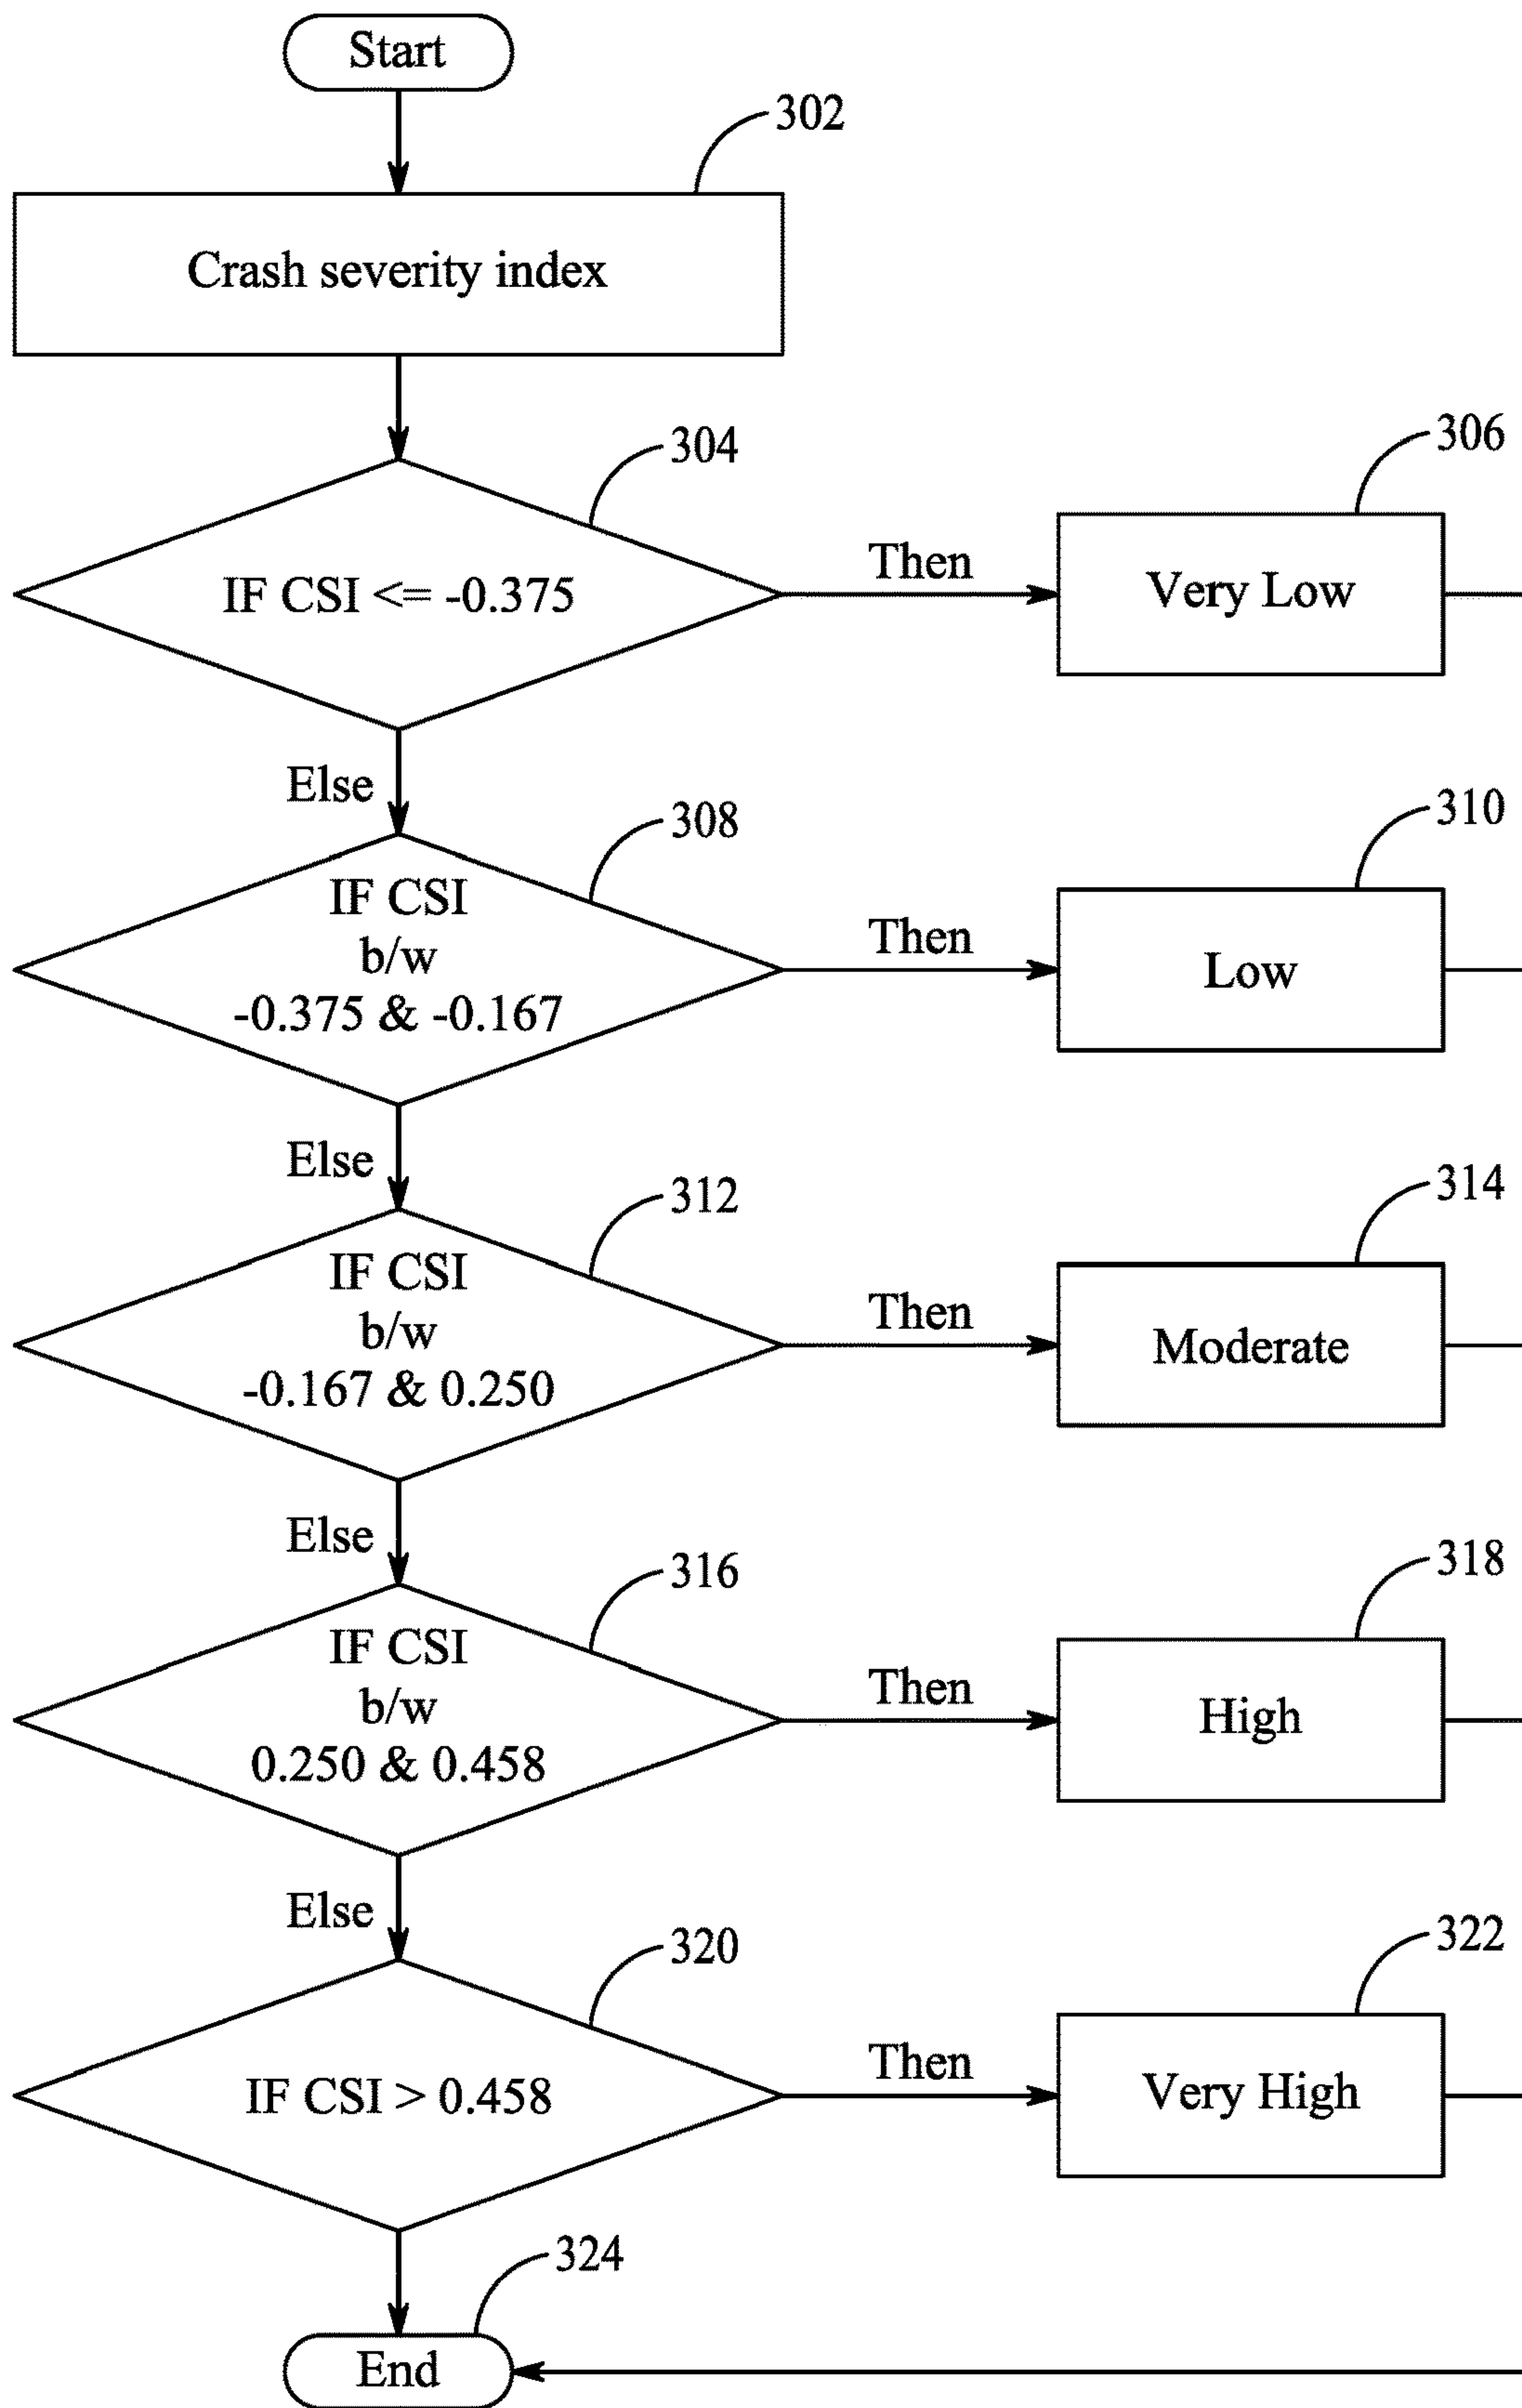 Start
302
Crash severity index
304
306
IF CSI <= -0.375
Then
Very Low
Else
308
310
IF CSI
b/w
-0.375 & -0.167
Then
Low
Else
312
314
IF CSI
b/w
-0.167 & 0.250
Then
Moderate
Else
316
318
IF CSI
b/w
0.250 & 0.458
Then
High
Else
320
322
IF CSI > 0.458
Then
Very High
324
End